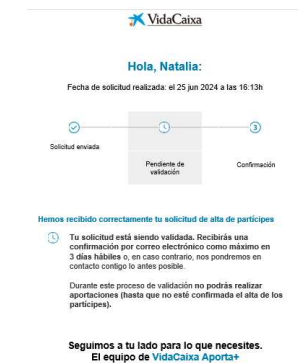 VidaCaixa
Hola, Natalia:
Fecha de solicitud realizada: el 25 jun 2024 a las 16:13h
3
Solicitud enviada
Pendiente de
validación
Confirmación
Hemos recibido correctamente tu solicitud de alta de partícipes
Tu solicitud está siendo validada. Recibirás una
confirmación por correo electrónico como máximo en
3 días hábiles o, en caso contrario, nos pondremos en
contacto contigo lo antes posible.
Durante este proceso de validación no podrás realizar
aportaciones (hasta que no esté confirmada el alta de los
partícipes).
Seguimos a tu lado para lo que necesites.
El equipo de VidaCaixa Aporta+